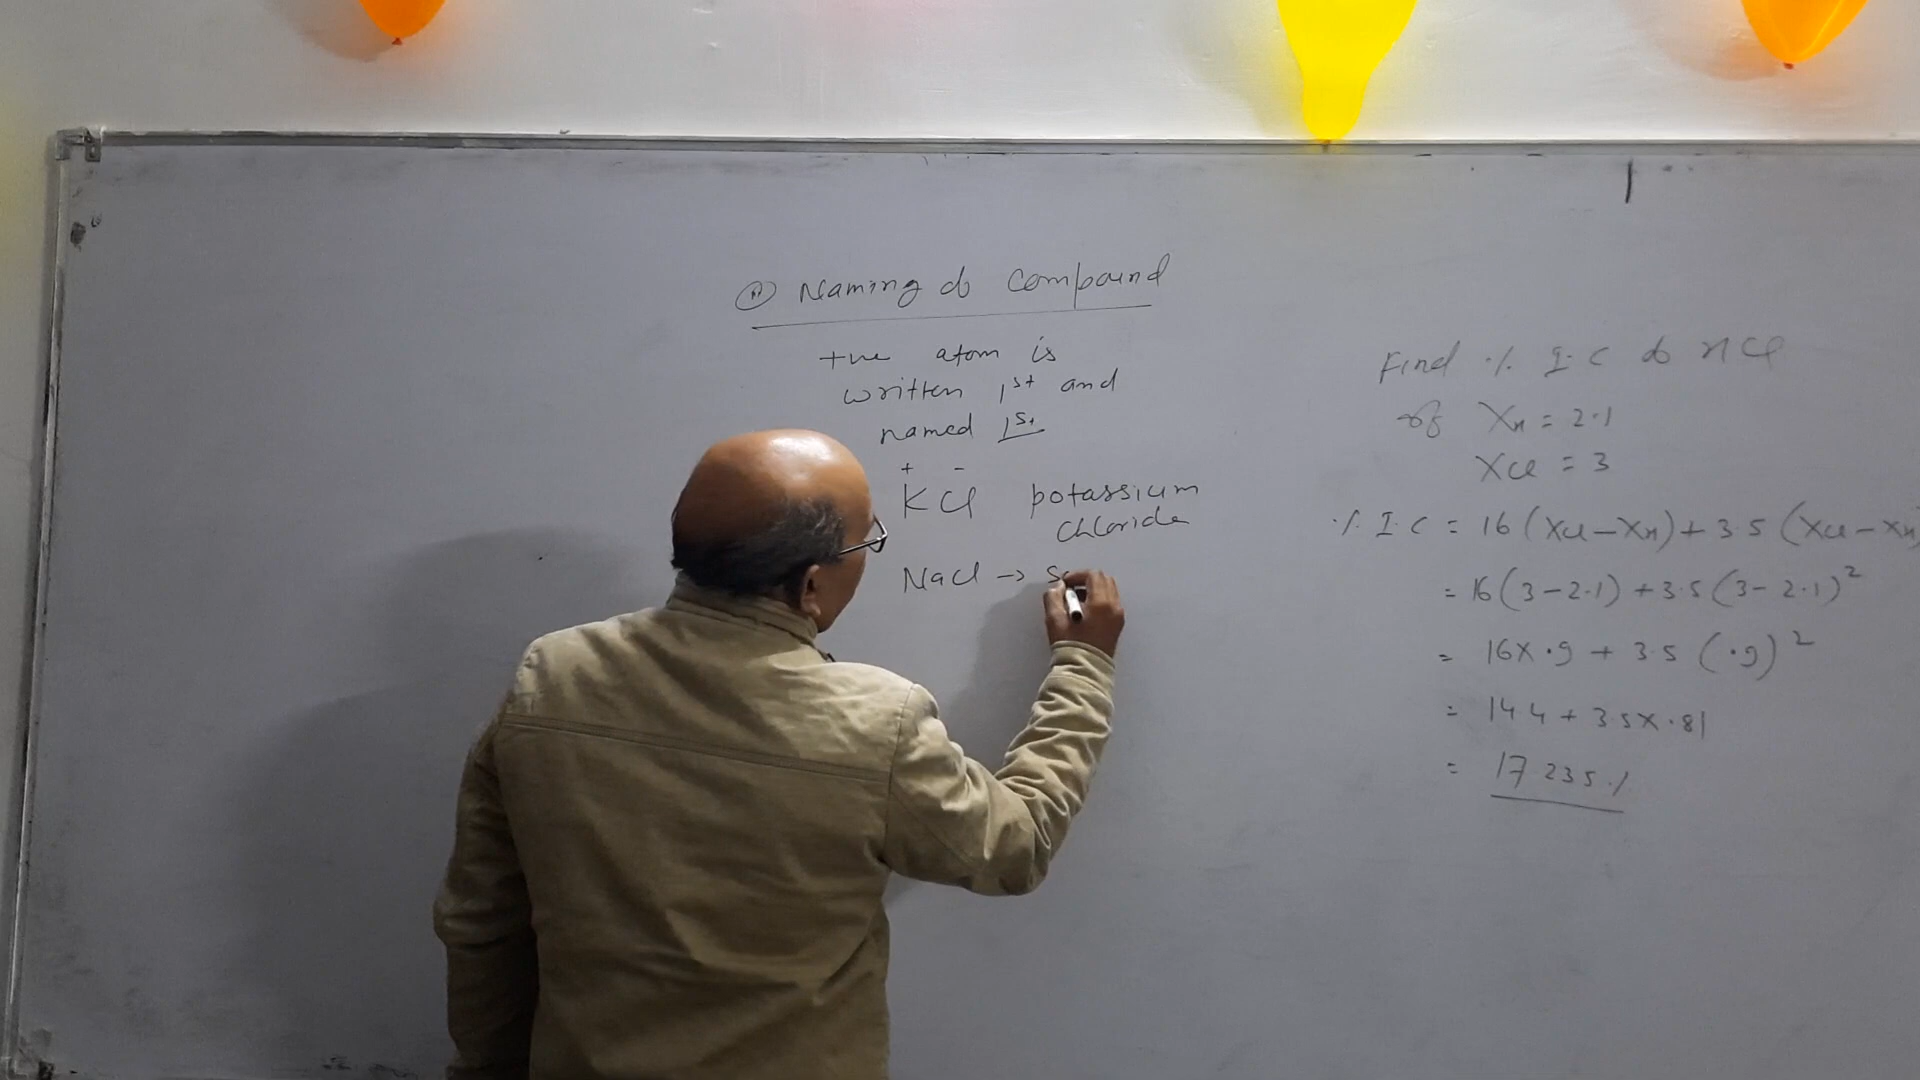 Naming of Compound
+ve atom is
written 1st and
named 1st
+ -
KCl potassium
Chloride
NaCl → S
Find % I.C of HCl
if XH = 2.1
XCl = 3
% I.C = 16 (XCl - XH) + 3.5 (XCl - XH)
= 16 (3 - 2.1) + 3.5 (3 - 2.1)²
= 16 x .9 + 3.5 (.9)²
= 14.4 + 3.5 x .81
= 17.235 %